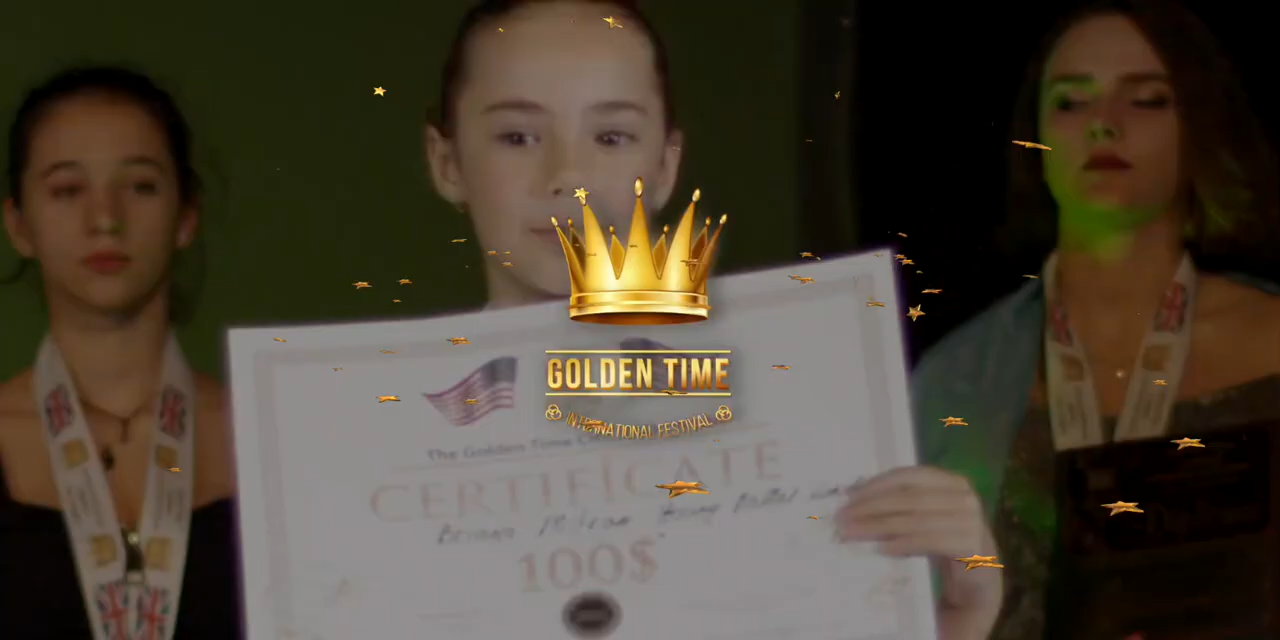 GOLDEN TIME
INTERNATIONAL FESTIVAL
The Golden Time
CERTIFICATE
100$